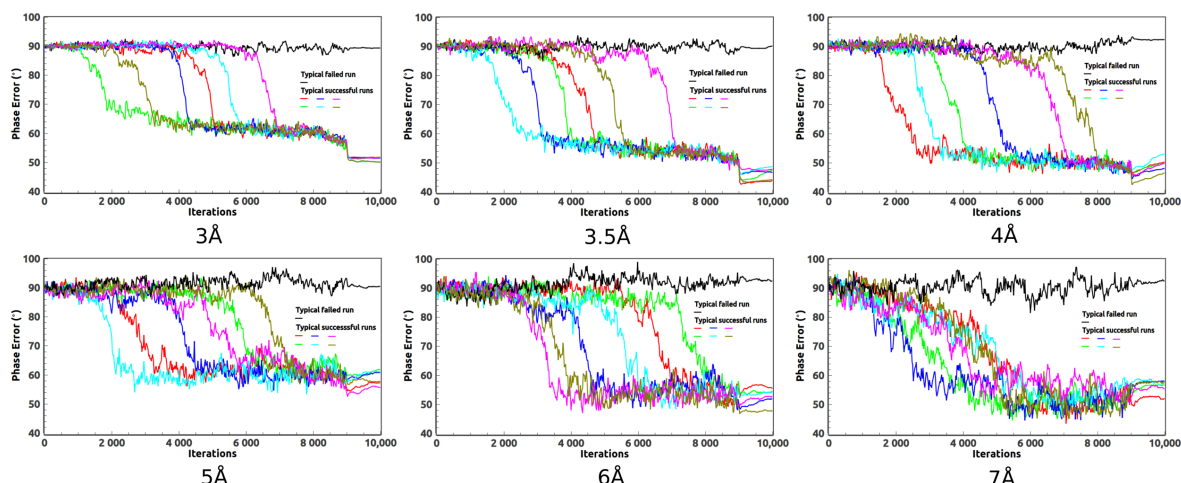 100
90
80
70
60
50
40
Phase Error (°)
0 2 000 4 000 6 000 8 000 10,000
Iterations
Typical failed run
Typical successful runs
3Å
100
90
80
70
60
50
40
Phase Error (°)
0 2 000 4 000 6 000 8 000 10,000
Iterations
Typical failed run
Typical successful runs
3.5Å
100
90
80
70
60
50
40
Phase Error (°)
0 2 000 4 000 6 000 8 000 10,000
Iterations
Typical failed run
Typical successful runs
4Å
100
90
80
70
60
50
40
Phase Error (°)
0 2 000 4 000 6 000 8 000 10,000
Iterations
Typical failed run
Typical successsful runs
5Å
100
90
80
70
60
50
40
Phase Error (°)
0 2 000 4 000 6 000 8 000 10,000
Iterations
Typical failed run
Typical successful runs
6Å
100
90
80
70
60
50
40
Phase Error (°)
0 2 000 4 000 6 000 8 000 10,000
Iterations
Typical failed run
Typical successful runs
7Å